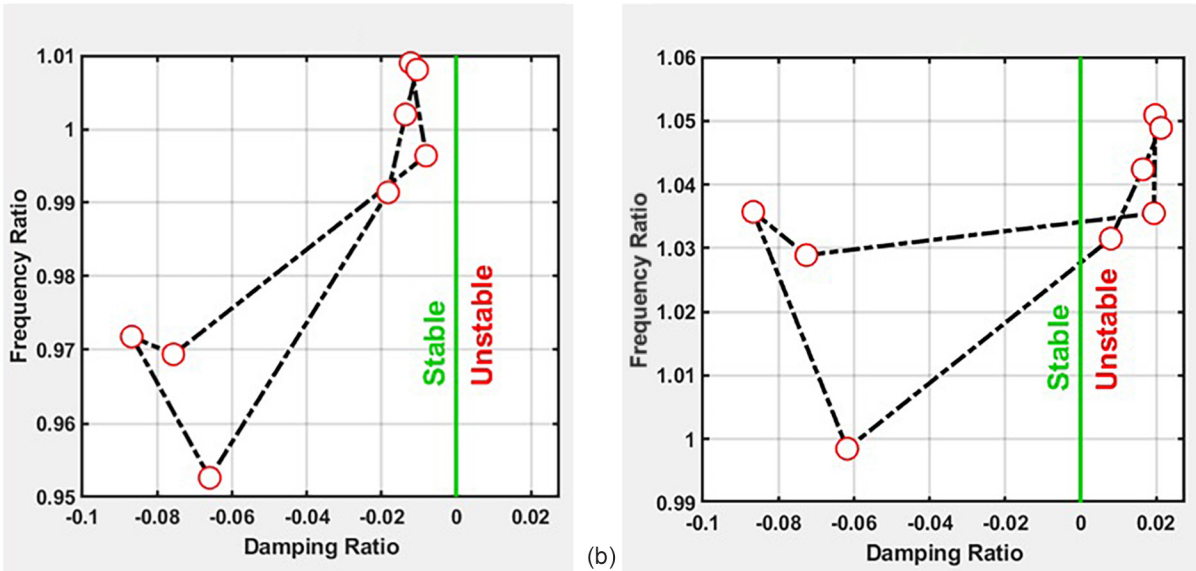 1.01
1
0.99
0.98
0.97
0.96
0.95
Frequency Ratio
Stable
Unstable
-0.1 -0.08 -0.06 -0.04 -0.02 0 0.02
Damping Ratio
(b)
1.06
1.05
1.04
1.03
1.02
1.01
1
0.99
Frequency Ratio
Stable
Unstable
-0.1 -0.08 -0.06 -0.04 -0.02 0 0.02
Damping Ratio